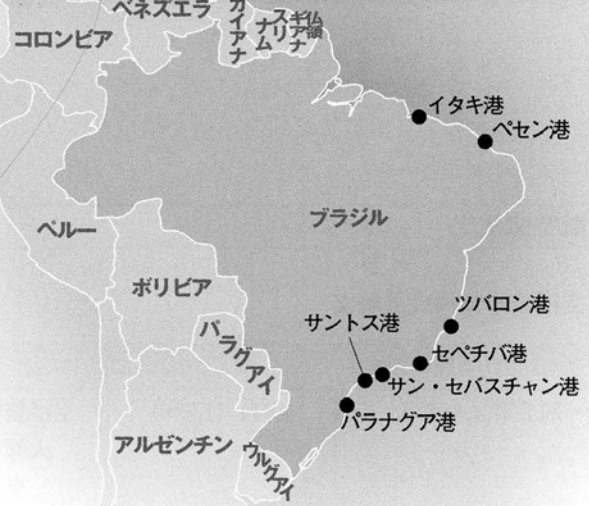 ベネズエラ
ガイアナ
スリナム
仏領ギアナ
コロンビア
イタキ港
ペセン港
ブラジル
ペルー
ボリビア
ツバロン港
サントス港
パラグアイ
セペチバ港
サン・セバスチャン港
パラナグア港
アルゼンチン
ウルグアイ